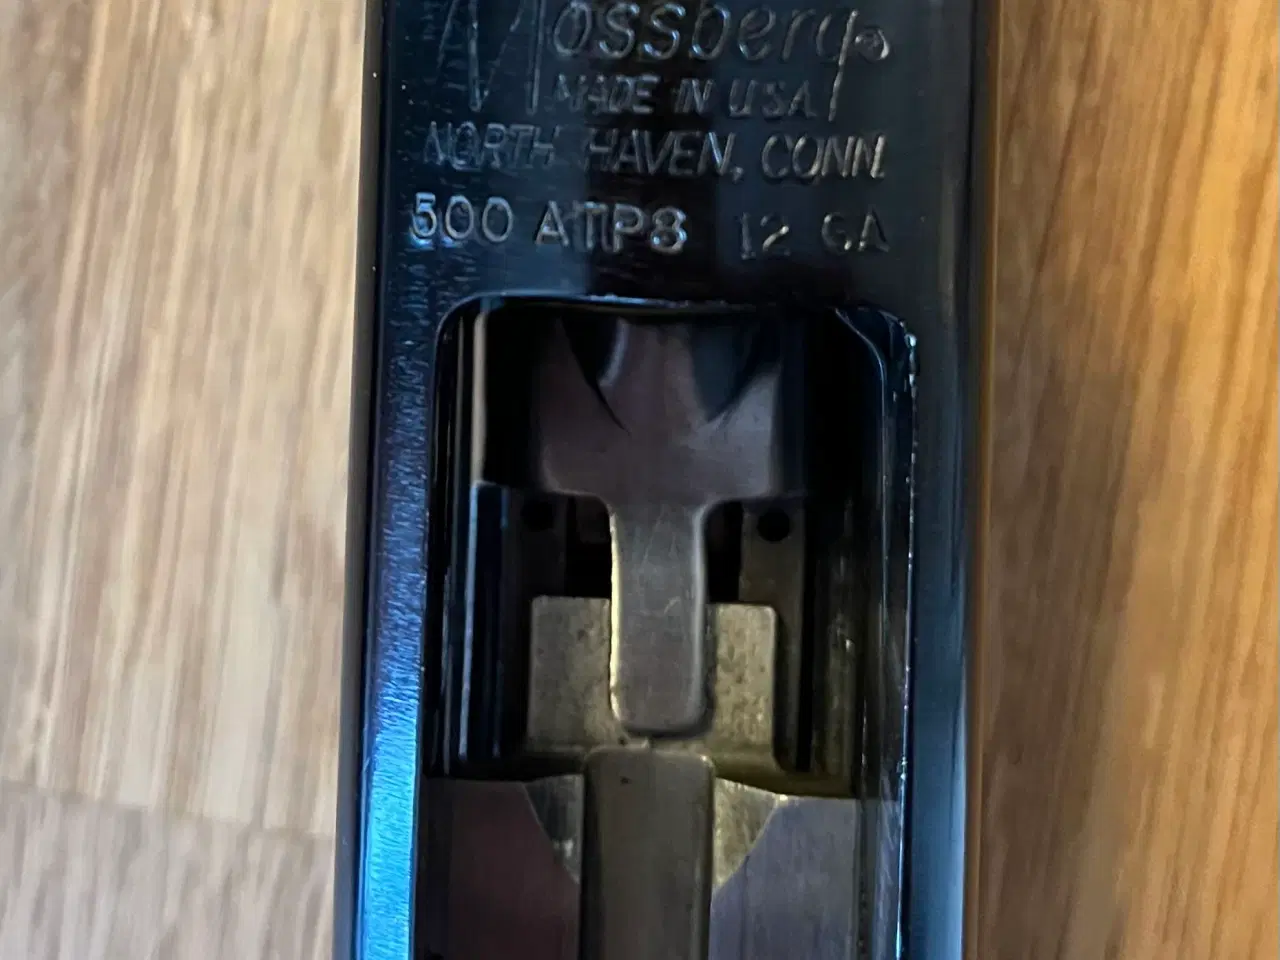 Mossberg®
MADE IN U.S.A.
NORTH HAVEN, CONN.
500 ATP8 12 GA